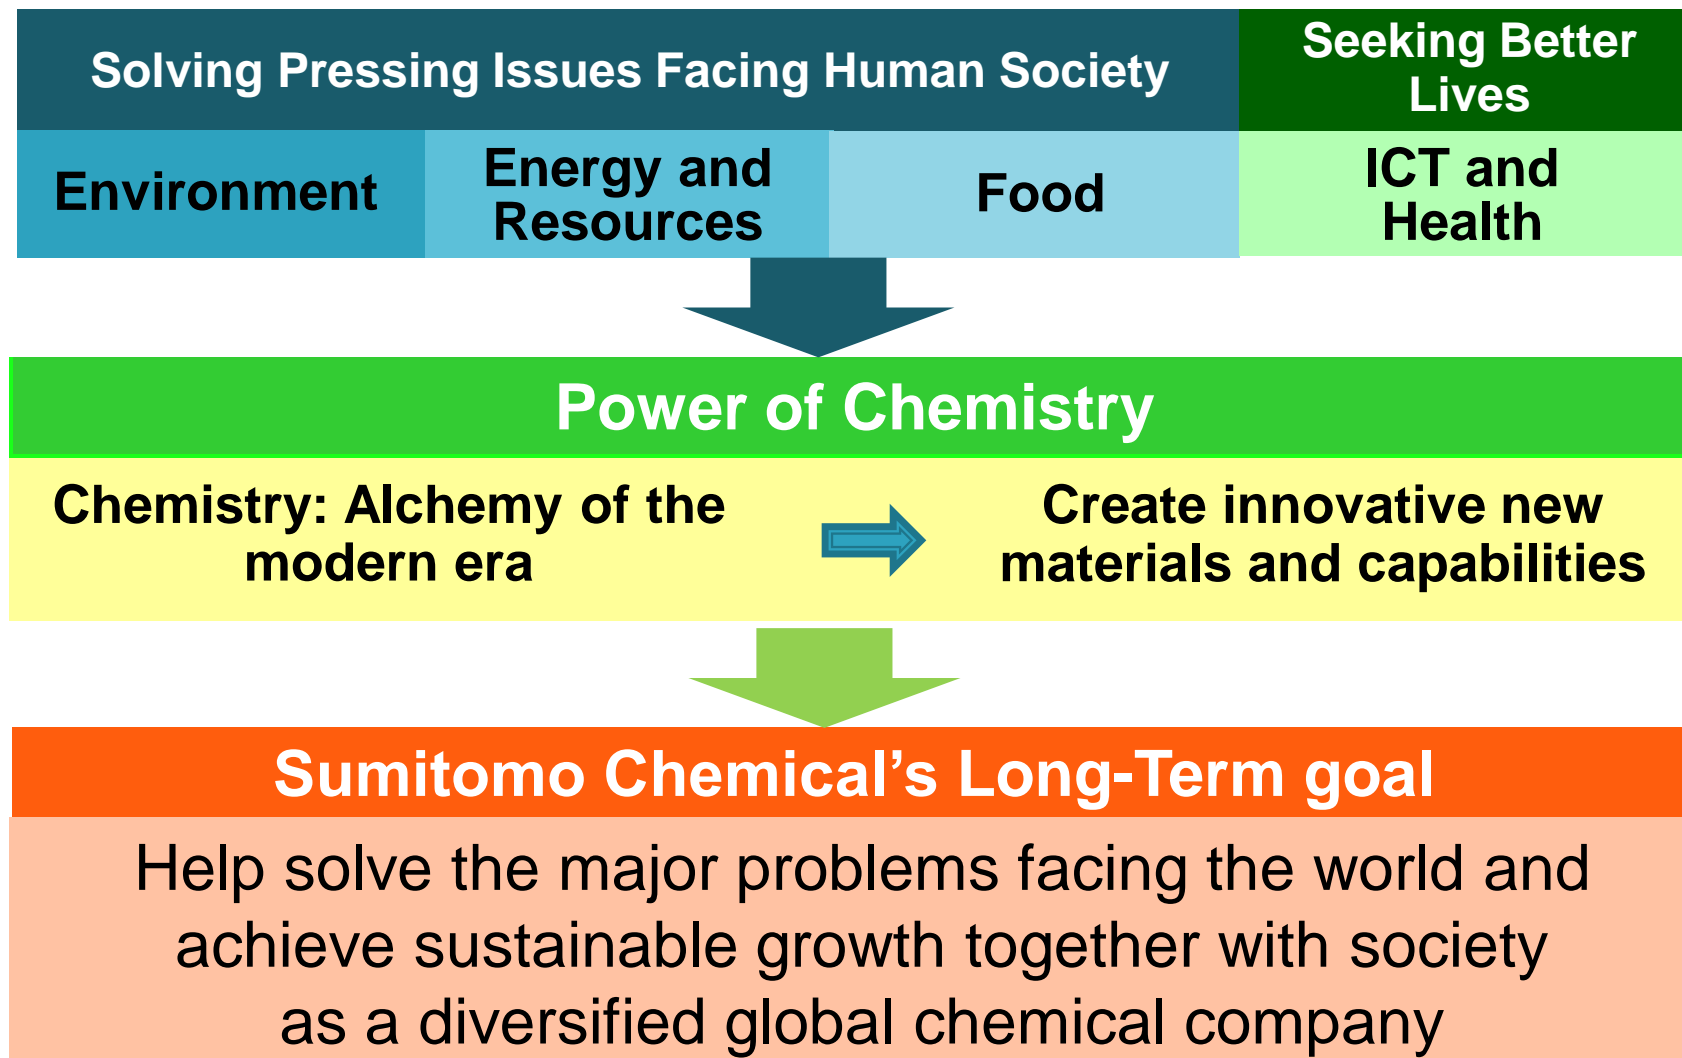 Solving Pressing Issues Facing Human Society
Seeking Better
Lives
Environment
Energy and
Resources
Food
ICT and
Health
Power of Chemistry
Chemistry: Alchemy of the
modern era
Create innovative new
materials and capabilities
Sumitomo Chemical’s Long-Term goal
Help solve the major problems facing the world and
achieve sustainable growth together with society
as a diversified global chemical company